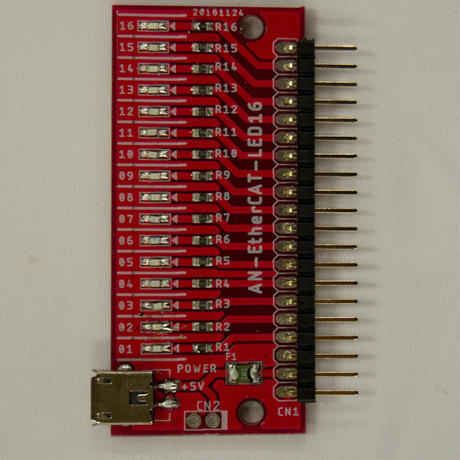 20161124
16 R16
15 R15
14 R14
13 R13
12 R12
11 R11
10 R10
09 R9
08 R8
07 R7
06 R6
05 R5
04 R4
03 R3
02 R2
01 R1
AN-EtherCAT-LED16
F1
POWER
+5V
CN2
CN1